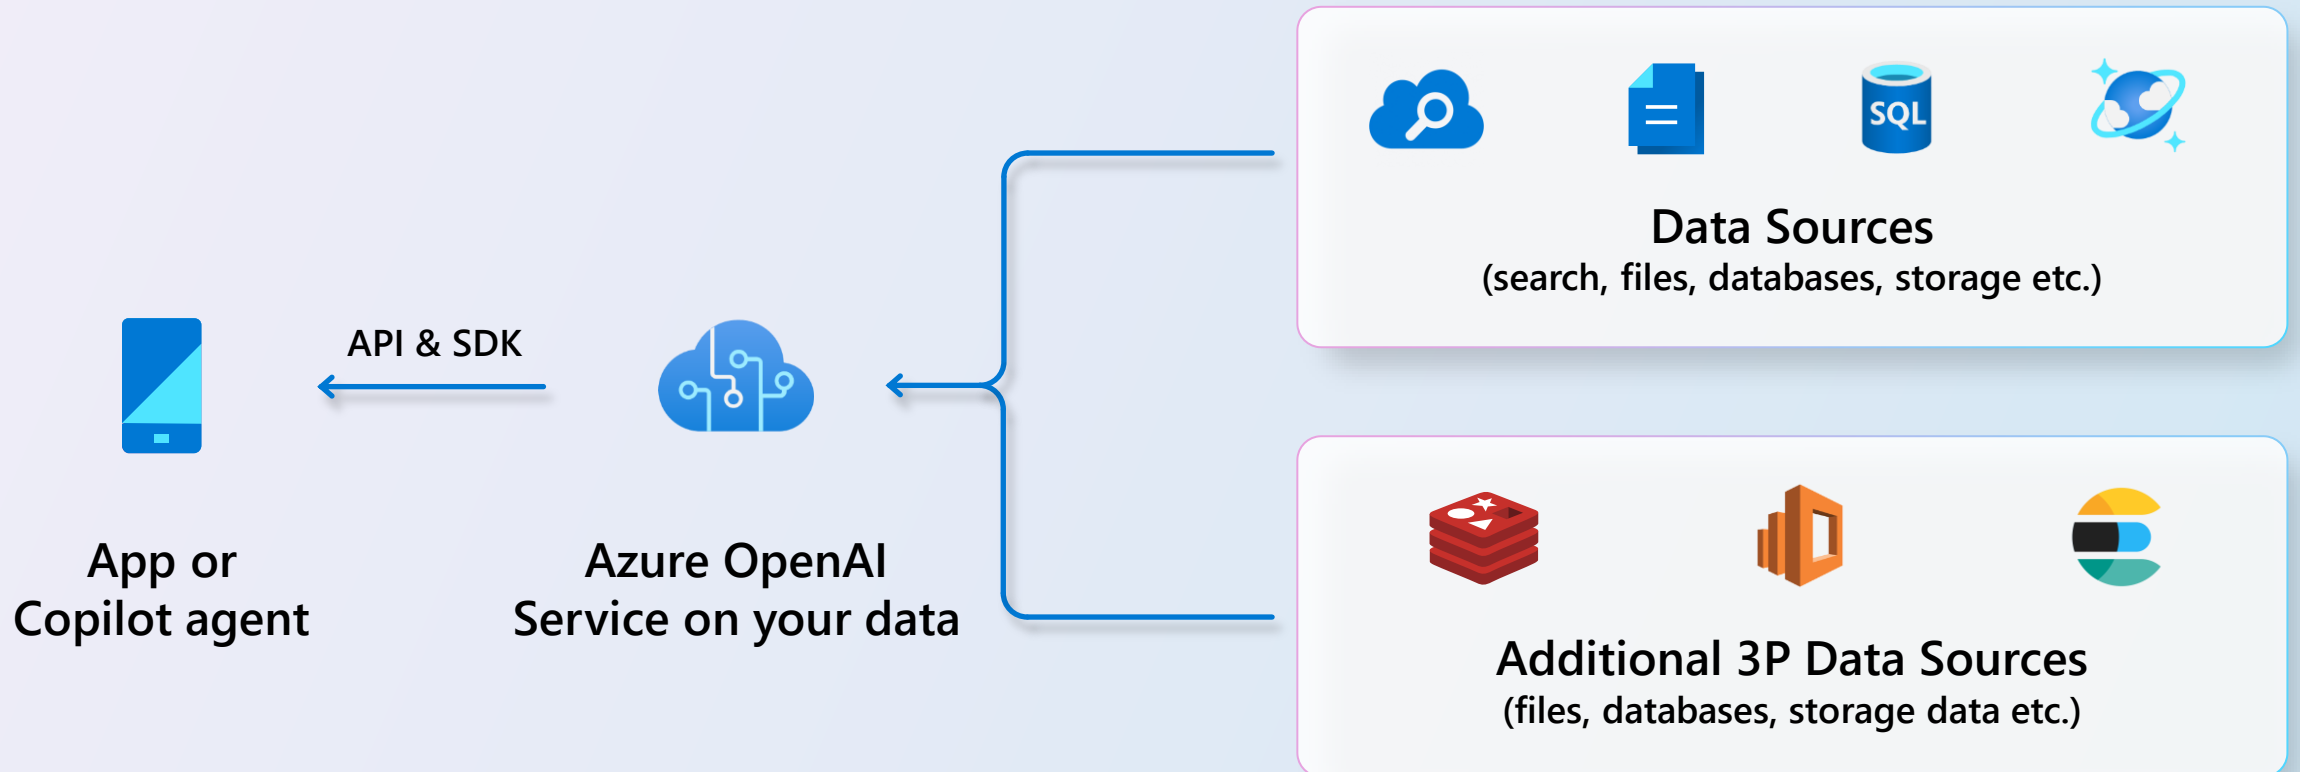 SQL
Data Sources
(search, files, databases, storage etc.)
API & SDK
App or
Copilot agent
Azure OpenAI
Service on your data
Additional 3P Data Sources
(files, databases, storage data etc.)